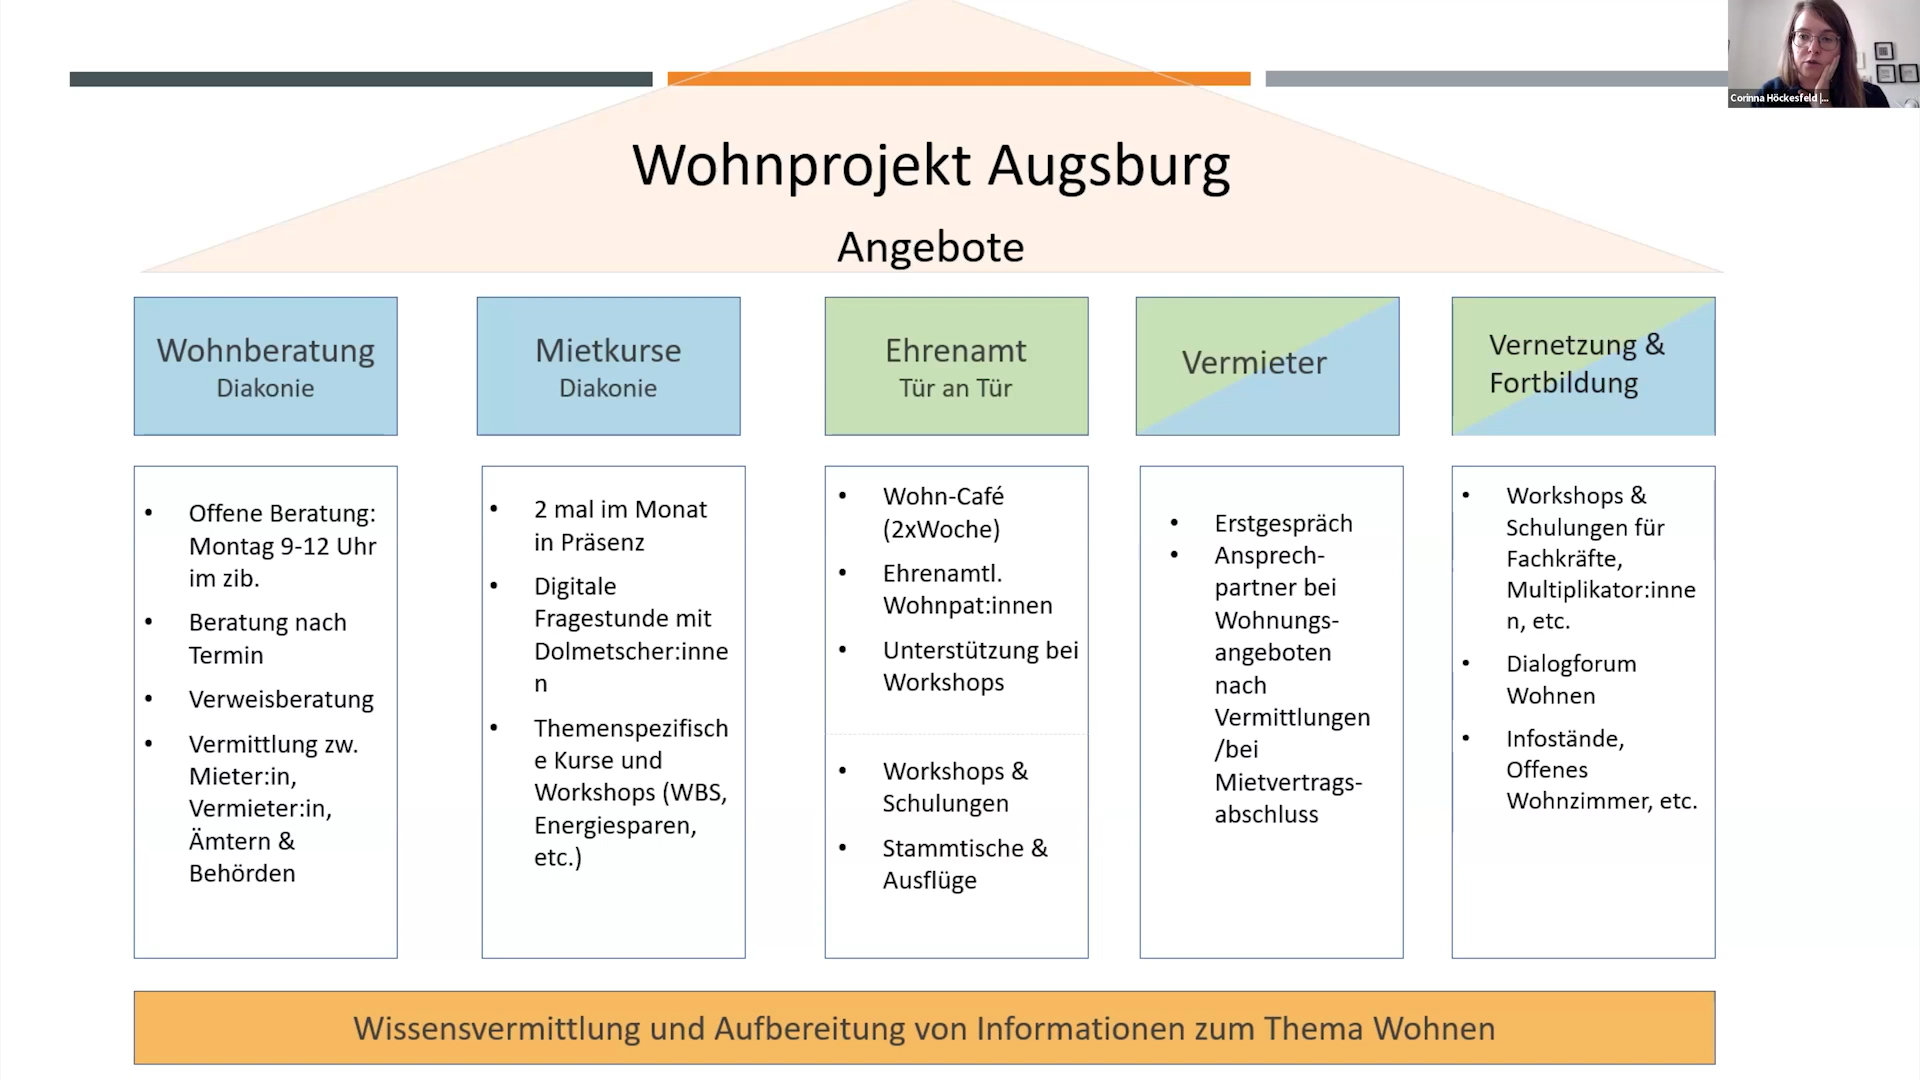 Corinna Höckesfeld |...
Wohnprojekt Augsburg
Angebote
Wohnberatung
Diakonie
Offene Beratung:
Montag 9-12 Uhr
im zib.
Beratung nach
Termin
Verweisberatung
Vermittlung zw.
Mieter:in,
Vermieter:in,
Ämtern &
Behörden
Mietkurse
Diakonie
2 mal im Monat
in Präsenz
Digitale
Fragestunde mit
Dolmetscher:inne
n
Themenspezifisch
e Kurse und
Workshops (WBS,
Energiesparen,
etc.)
Ehrenamt
Tür an Tür
Wohn-Café
(2xWoche)
Ehrenamtl.
Wohnpat:innen
Unterstützung bei
Workshops
Workshops &
Schulungen
Stammtische &
Ausflüge
Vermieter
Erstgespräch
Ansprech-
partner bei
Wohnungs-
angeboten
nach
Vermittlungen
/bei
Mietvertrags-
abschluss
Vernetzung &
Fortbildung
Workshops &
Schulungen für
Fachkräfte,
Multiplikator:inne
n, etc.
Dialogforum
Wohnen
Infostände,
Offenes
Wohnzimmer, etc.
Wissensvermittlung und Aufbereitung von Informationen zum Thema Wohnen